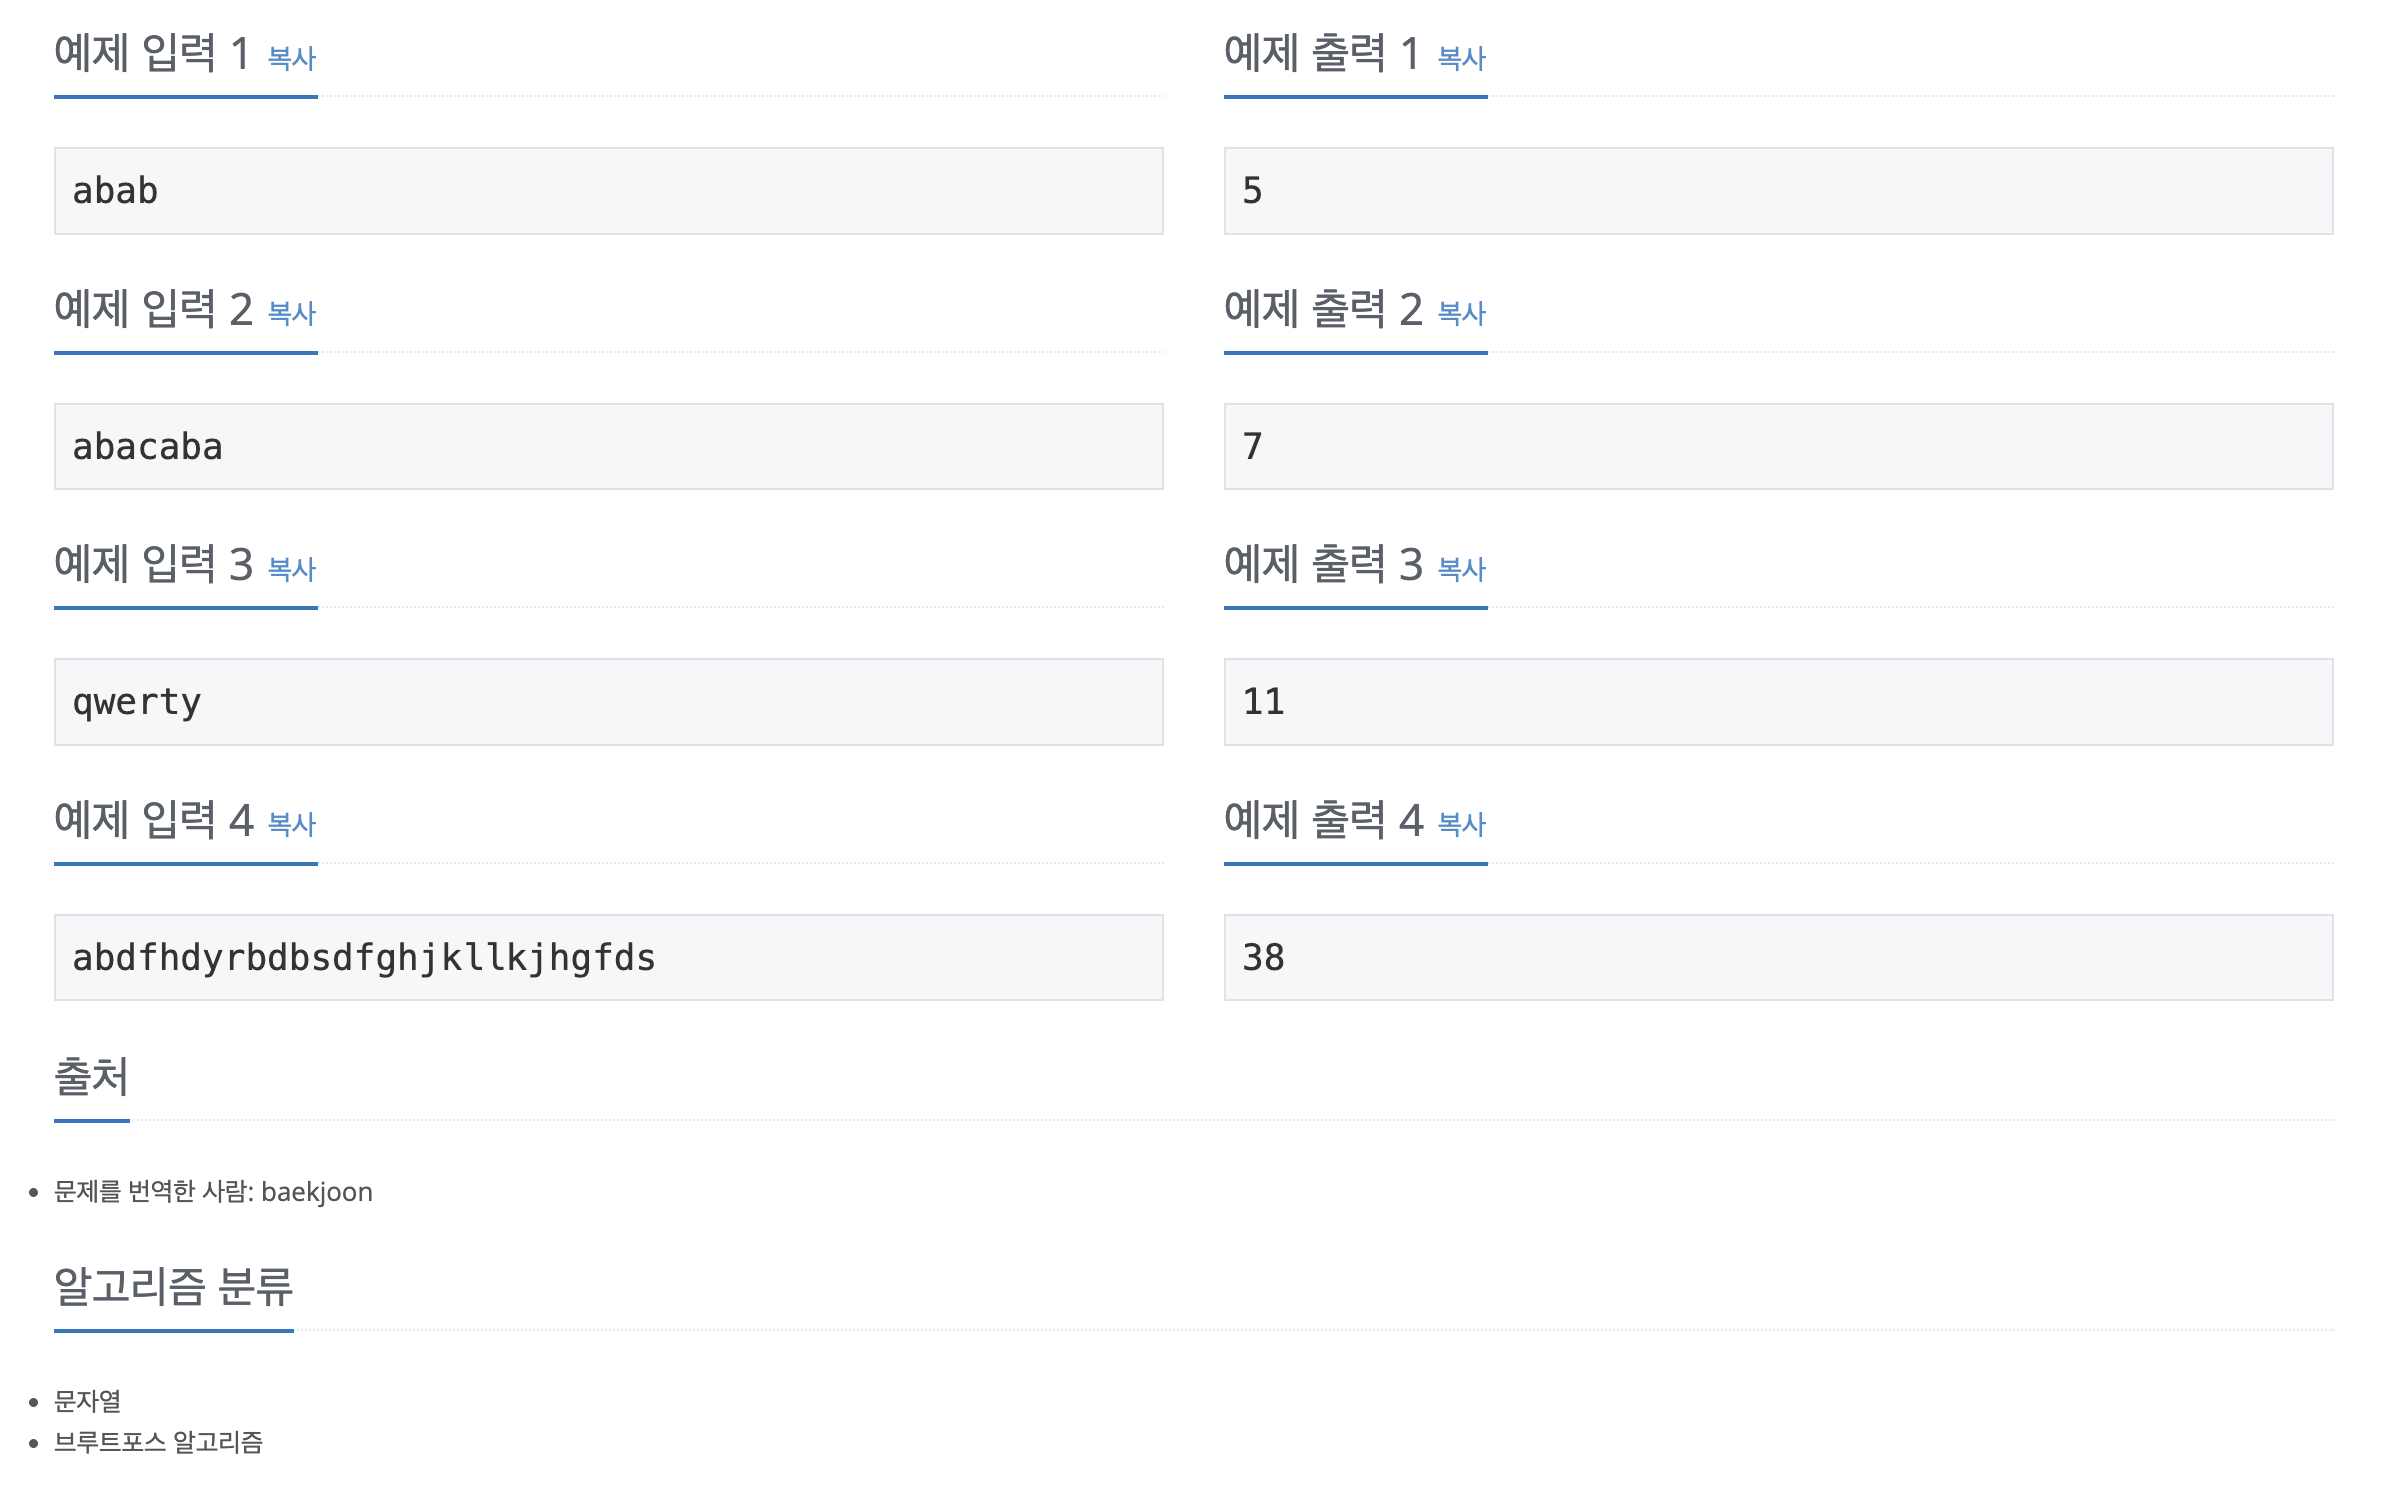 예제 입력 1 복사
예제 출력 1 복사
abab
5
예제 입력 2 복사
예제 출력 2 복사
abacaba
7
예제 입력 3 복사
예제 출력 3 복사
qwerty
11
예제 입력 4 복사
예제 출력 4 복사
abdfhdyrbdbsdfghjkllkjhgfds
38
출처
문제를 번역한 사람: baekjoon
알고리즘 분류
문자열
브루트포스 알고리즘